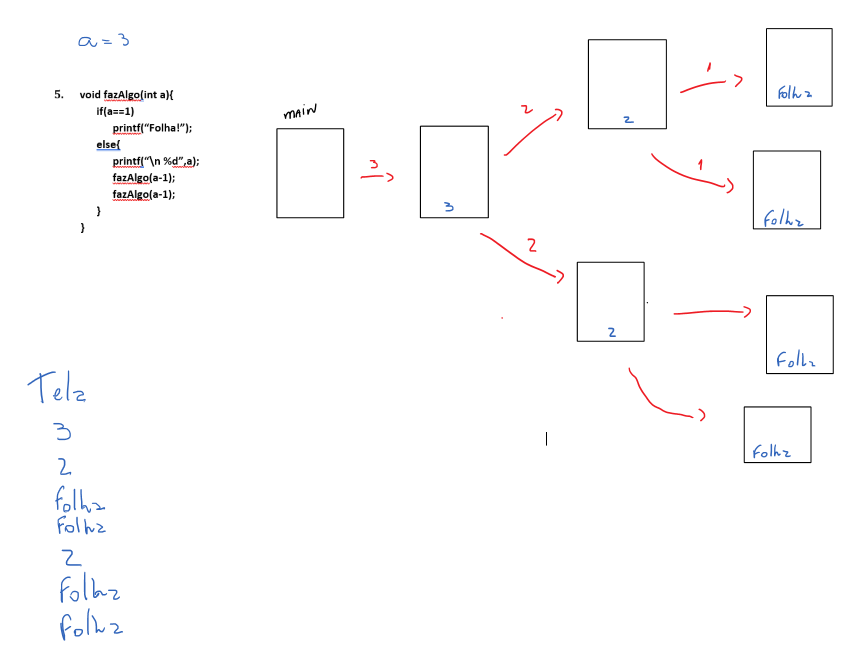 a = 3
5. void fazAlgo(int a){
if(a==1)
printf(“Folha!”);
else{
printf(“\n %d”,a);
fazAlgo(a-1);
fazAlgo(a-1);
}
}
MAIN
3
3
2
2
1
Folha
1
Folha
2
2
Folha
Folha
Tela
3
2
folha
Folha
2
Folha
folha